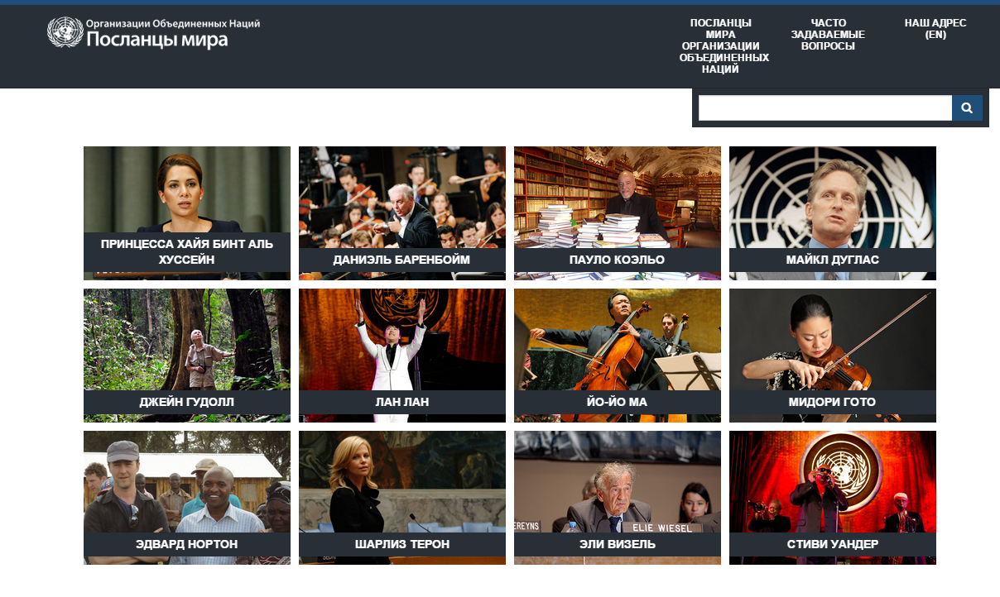 Организации Объединенных Наций
Посланцы мира
ПОСЛАНЦЫ
МИРА
ОРГАНИЗАЦИИ
ОБЪЕДИНЕННЫХ
НАЦИЙ
ЧАСТО
ЗАДАВАЕМЫЕ
ВОПРОСЫ
НАШ АДРЕС
(EN)
ПРИНЦЕССА ХАЙЯ БИНТ АЛЬ
ХУССЕЙН
ДАНИЭЛЬ БАРЕНБОЙМ
ПАУЛО КОЭЛЬО
МАЙКЛ ДУГЛАС
ДЖЕЙН ГУДОЛЛ
ЛАН ЛАН
ЙО-ЙО МА
МИДОРИ ГОТО
ЭДВАРД НОРТОН
ШАРЛИЗ ТЕРОН
EREYNS
ELIE WIESEL
ЭЛИ ВИЗЕЛЬ
СТИВИ УАНДЕР